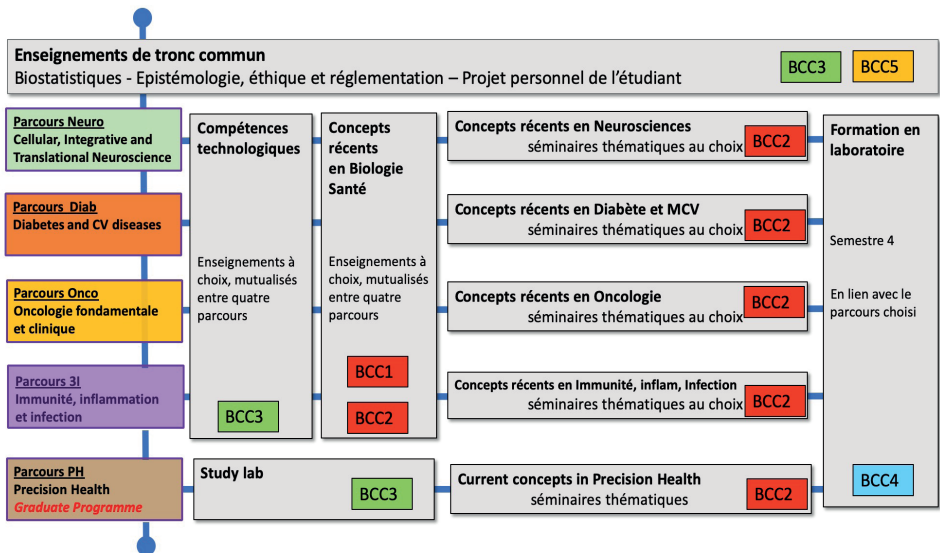 Enseignements de tronc commun
Biostatistiques - Epistémologie, éthique et réglementation – Projet personnel de l'étudiant
BCC3
BCC5
Parcours Neuro
Cellular, Integrative and
Translational Neuroscience
Parcours Diab
Diabetes and CV diseases
Parcours Onco
Oncologie fondamentale
et clinique
Parcours 3I
Immunité, inflammation
et infection
Parcours PH
Precision Health
Graduate Programme
Compétences
technologiques
Enseignements à
choix, mutualisés
entre quatre
parcours
BCC3
Concepts
récents
en Biologie
Santé
Enseignements à
choix, mutualisés
entre quatre
parcours
BCC1
BCC2
Concepts récents en Neurosciences
séminaires thématiques au choix
BCC2
Concepts récents en Diabète et MCV
séminaires thématiques au choix
BCC2
Concepts récents en Oncologie
séminaires thématiques au choix
BCC2
Concepts récents en Immunité, inflam, Infection
séminaires thématiques au choix
BCC2
Study lab
BCC3
Current concepts in Precision Health
séminaires thématiques
BCC2
Formation en
laboratoire
Semestre 4
En lien avec le
parcours choisi
BCC4